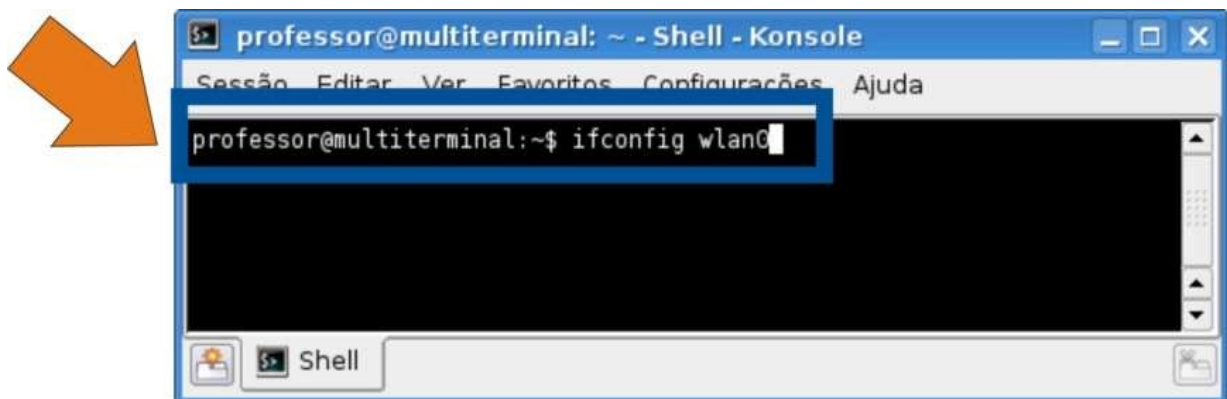 professor@multiterminal: ~ - Shell - Konsole
Sessão Editar Ver Favoritos Configurações Ajuda
professor@multiterminal:~$ ifconfig wlan0
Shell